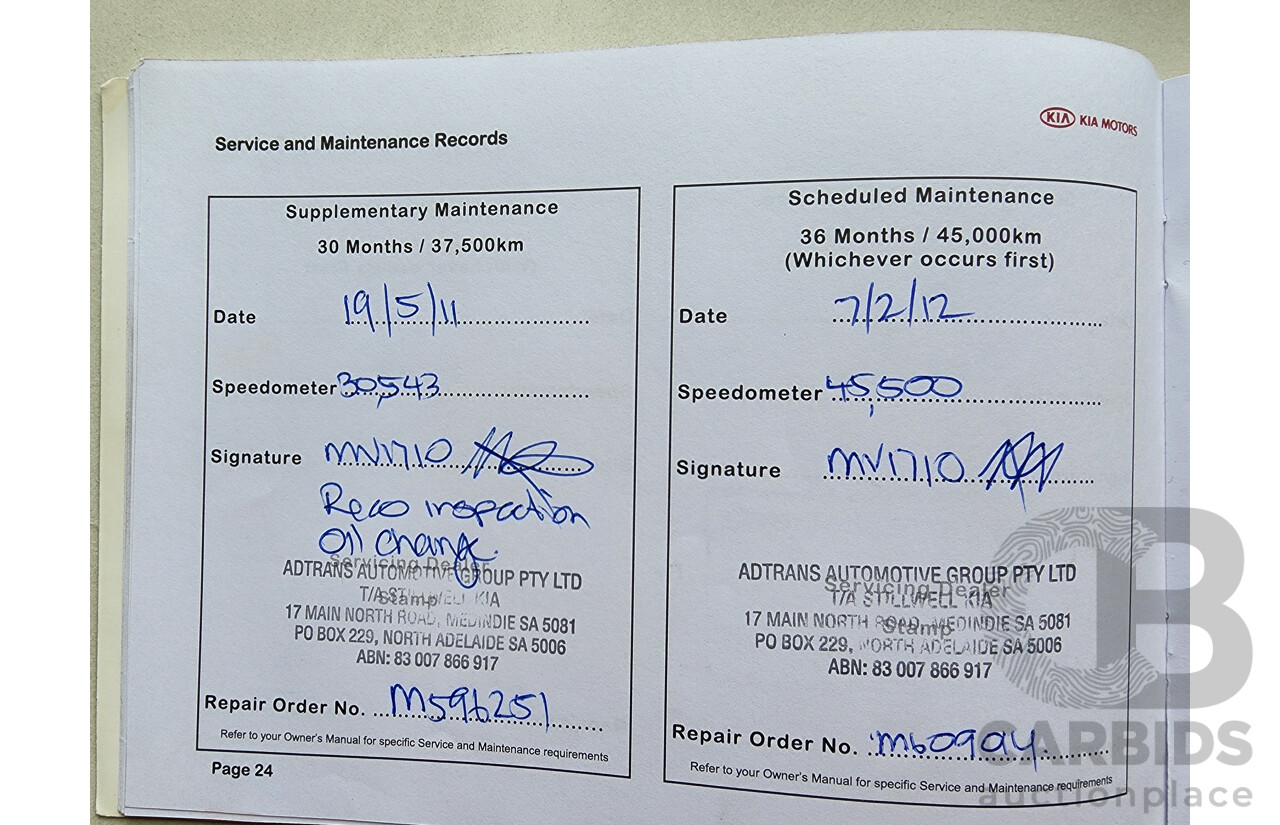 KIA KIA MOTORS
Service and Maintenance Records
Supplementary Maintenance
30 Months / 37,500km
Date 19/5/11
Speedometer 30,543
Signature MV1710
Reco inspection
Oil change.
Servicing Dealer
ADTRANS AUTOMOTIVE GROUP PTY LTD
T/A STILLWELL KIA
Stamp
17 MAIN NORTH ROAD, MEDINDIE SA 5081
PO BOX 229, NORTH ADELAIDE SA 5006
ABN: 83 007 866 917
Repair Order No. M596251
Refer to your Owner's Manual for specific Service and Maintenance requirements
Page 24
Scheduled Maintenance
36 Months / 45,000km
(Whichever occurs first)
Date 7/2/12
Speedometer 45,500
Signature MV1710
ADTRANS AUTOMOTIVE GROUP PTY LTD
Servicing Dealer
T/A STILLWELL KIA
17 MAIN NORTH ROAD, MEDINDIE SA 5081
Stamp
PO BOX 229, NORTH ADELAIDE SA 5006
ABN: 83 007 866 917
Repair Order No.
Refer to your Owner's Manual for specific Service and Maintenance requirements
CARBIDS
auctionplace